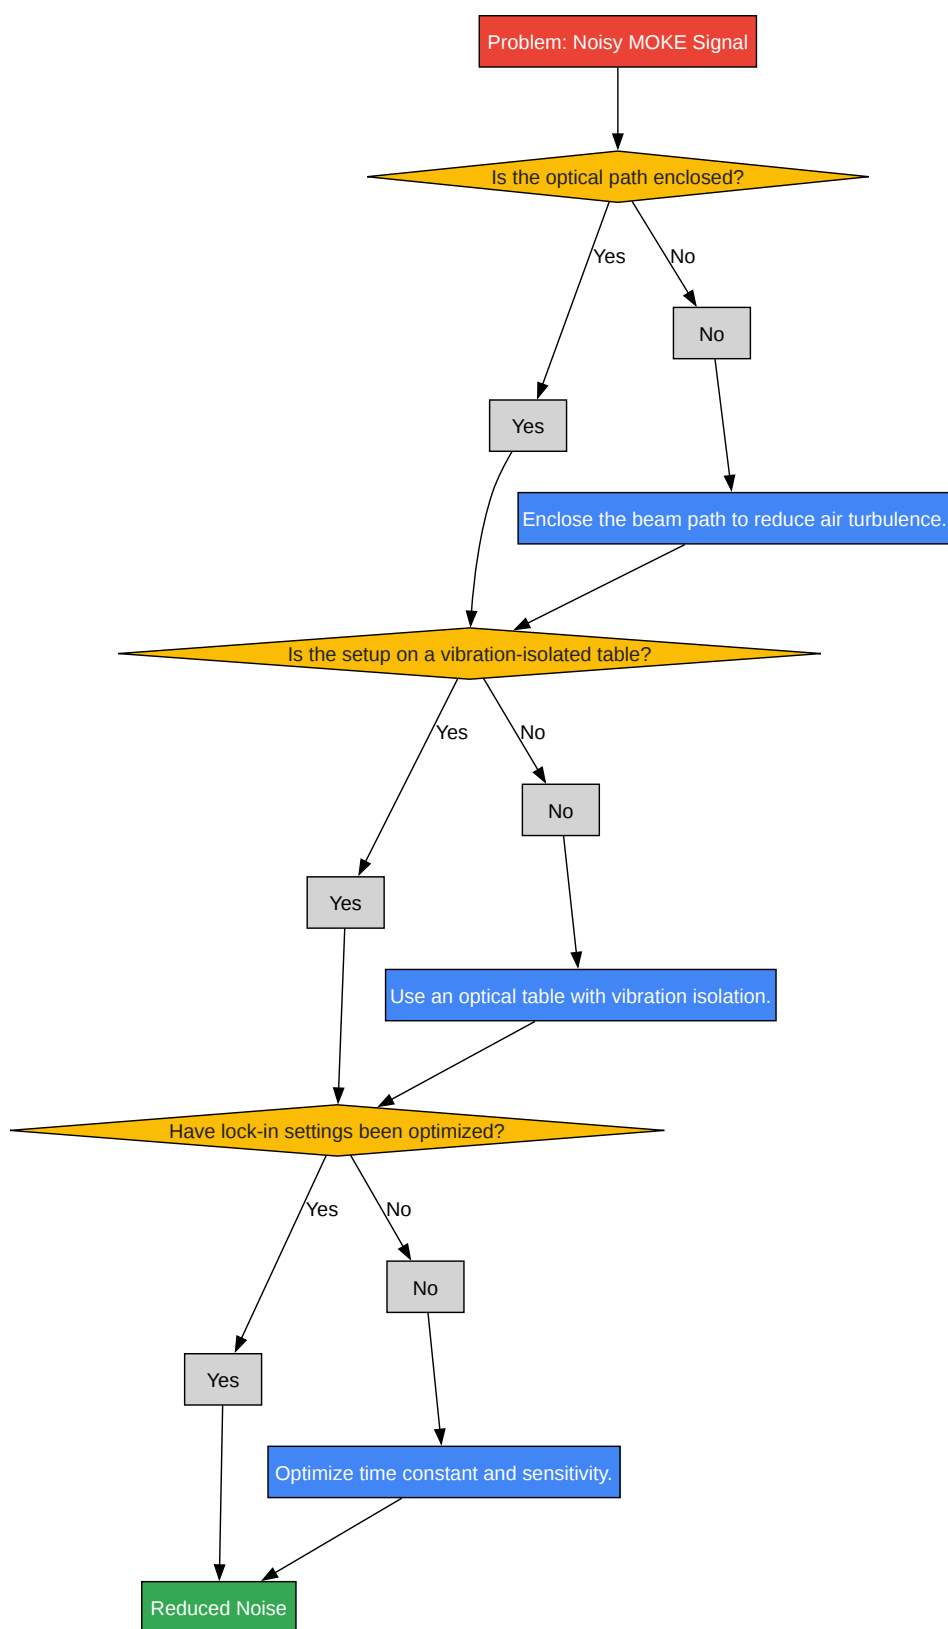 Problem: Noisy MOKE Signal
Is the optical path enclosed?
Yes
No
No
Yes
Enclose the beam path to reduce air turbulence.
Is the setup on a vibration-isolated table?
Yes
No
No
Yes
Use an optical table with vibration isolation.
Have lock-in settings been optimized?
Yes
No
No
Yes
Optimize time constant and sensitivity.
Reduced Noise